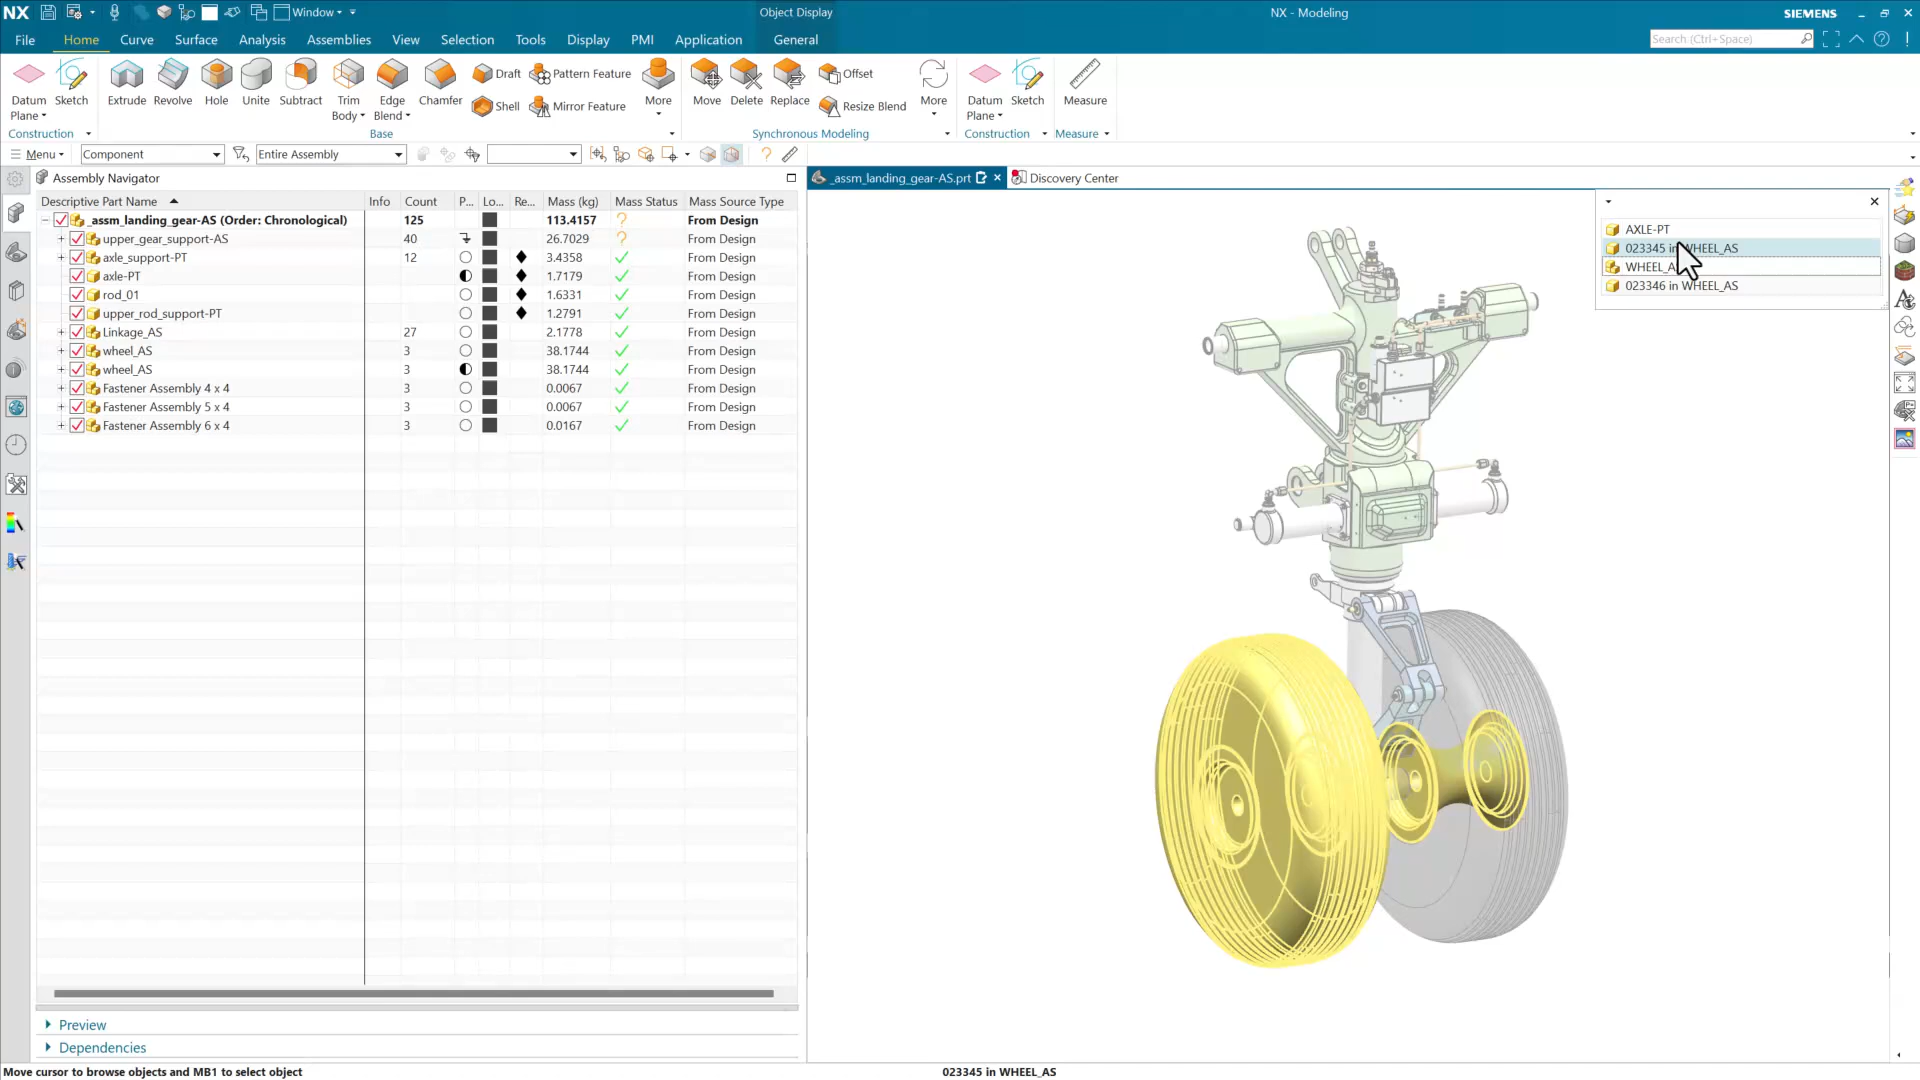 NX Window Object Display NX - Modeling SIEMENS
File Home Curve Surface Analysis Assemblies View Selection Tools Display PMI Application General Search (Ctrl+Space)
Datum Plane Sketch Extrude Revolve Hole Unite Subtract Trim Body Edge Blend Chamfer Draft Shell Pattern Feature Mirror Feature More Move Delete Replace Offset Resize Blend More Datum Plane Sketch Measure
Construction Base Synchronous Modeling Construction Measure
Menu Component Entire Assembly
Assembly Navigator _assm_landing_gear-AS.prt Discovery Center
Descriptive Part Name Info Count P... Lo... Re... Mass (kg) Mass Status Mass Source Type
_assm_landing_gear-AS (Order: Chronological) 125 113.4157 ? From Design
upper_gear_support-AS 40 26.7029 ? From Design
axle_support-PT 12 3.4358 From Design
axle-PT 1.7179 From Design
rod_01 1.6331 From Design
upper_rod_support-PT 1.2791 From Design
Linkage_AS 27 2.1778 From Design
wheel_AS 3 38.1744 From Design
wheel_AS 3 38.1744 From Design
Fastener Assembly 4 x 4 3 0.0067 From Design
Fastener Assembly 5 x 4 3 0.0067 From Design
Fastener Assembly 6 x 4 3 0.0167 From Design
AXLE-PT
023345 in WHEEL_AS
023346 in WHEEL_AS
Preview
Dependencies
Move cursor to browse objects and MB1 to select object 023345 in WHEEL_AS